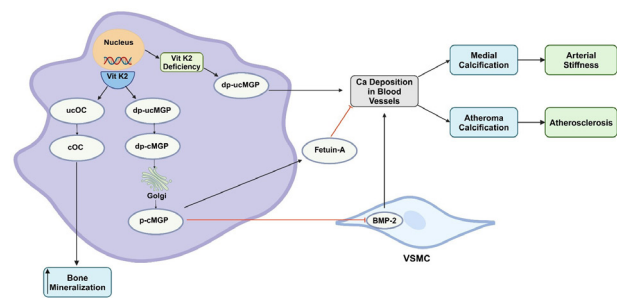 Nucleus
Vit K2
Vit K2
Deficiency
dp-ucMGP
ucOC
dp-ucMGP
cOC
dp-cMGP
Golgi
p-cMGP
Fetuin-A
Ca Deposition
in Blood
Vessels
Medial
Calcification
Arterial
Stiffness
Atheroma
Calcification
Atherosclerosis
BMP-2
VSMC
Bone
Mineralization